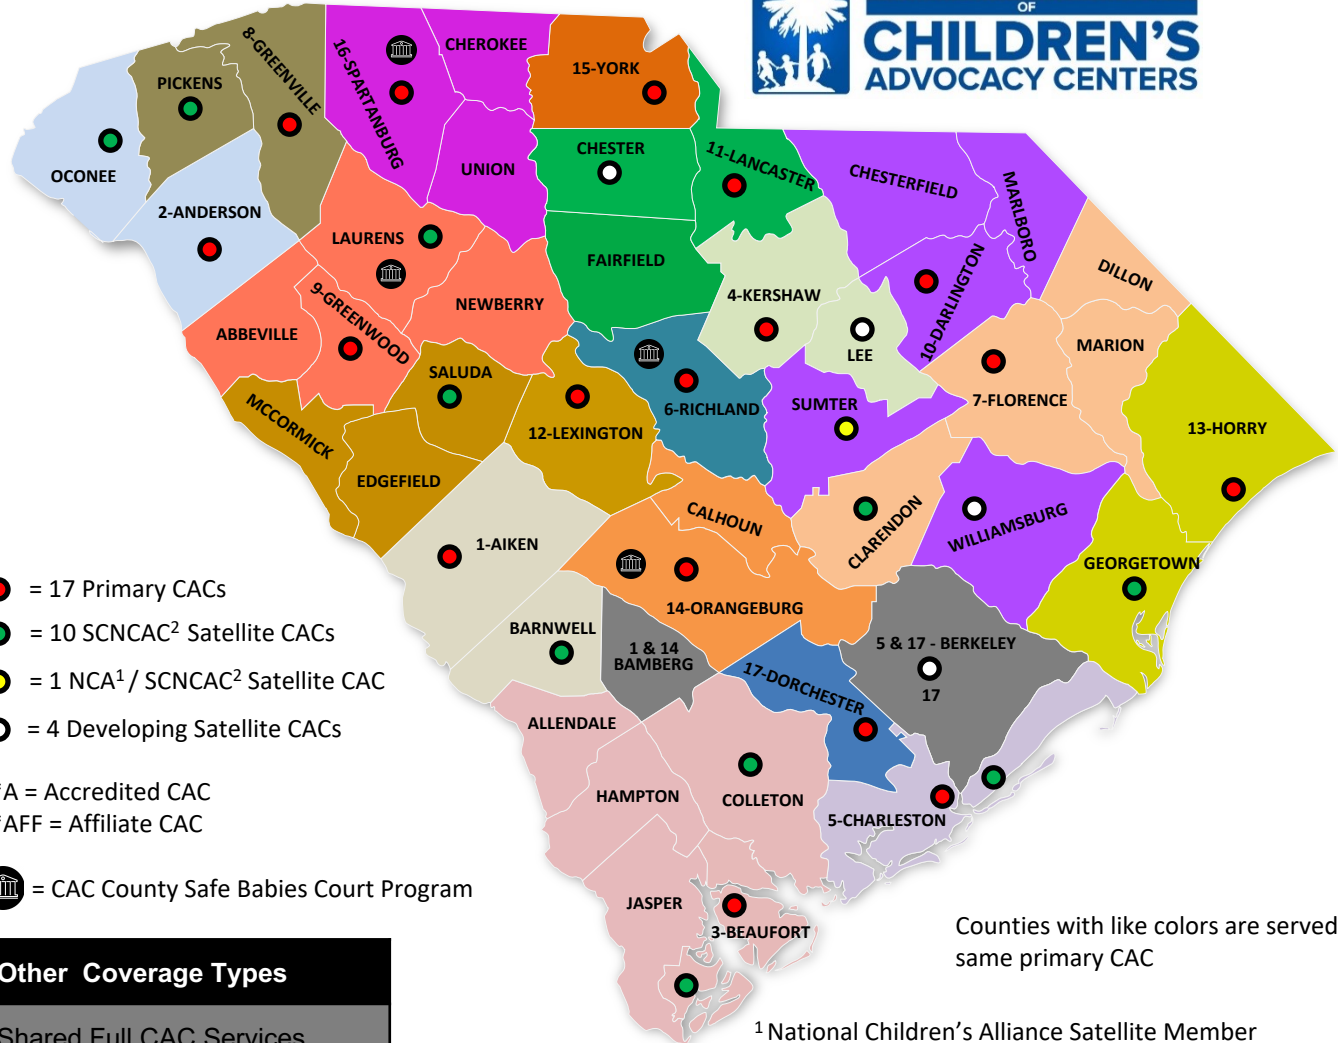 OF
CHILDREN'S
ADVOCACY CENTERS
8-GREENVILLE
16-SPARTANBURG
CHEROKEE
15-YORK
PICKENS
OCONEE
2-ANDERSON
UNION
CHESTER
11-LANCASTER
CHESTERFIELD
MARLBORO
LAURENS
FAIRFIELD
DILLON
9-GREENWOOD
NEWBERRY
4-KERSHAW
10-DARLINGTON
ABBEVILLE
LEE
MARION
SALUDA
MCCORMICK
12-LEXINGTON
6-RICHLAND
SUMTER
7-FLORENCE
13-HORRY
EDGEFIELD
CALHOUN
CLARENDON
WILLIAMSBURG
1-AIKEN
GEORGETOWN
14-ORANGEBURG
BARNWELL
1 & 14
BAMBERG
5 & 17 - BERKELEY
17
17-DORCHESTER
ALLENDALE
HAMPTON
COLLETON
5-CHARLESTON
JASPER
3-BEAUFORT
= 17 Primary CACs
= 10 SCNCAC² Satellite CACs
= 1 NCA¹ / SCNCAC² Satellite CAC
= 4 Developing Satellite CACs
*A = Accredited CAC
*AFF = Affiliate CAC
= CAC County Safe Babies Court Program
Other Coverage Types
Shared Full CAC Services
Counties with like colors are served
same primary CAC
¹ National Children's Alliance Satellite Member